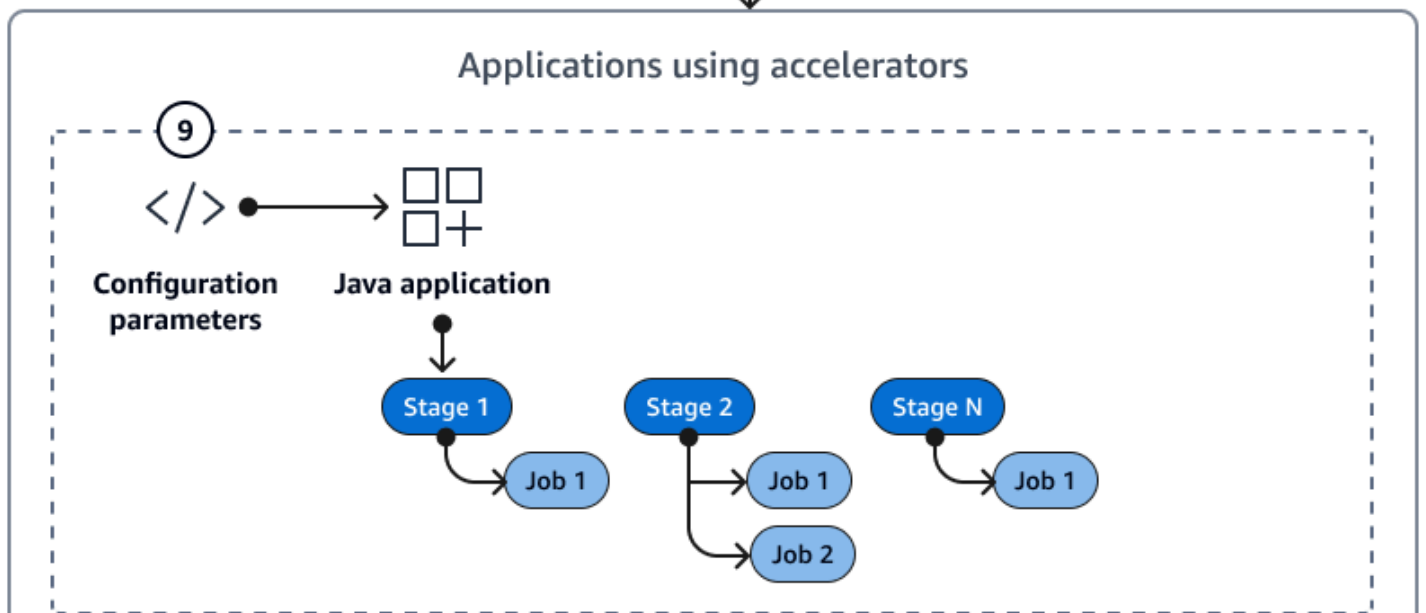 Applications using accelerators
9
</>
Configuration
parameters
Java application
Stage 1
Stage 2
Stage N
Job 1
Job 1
Job 1
Job 2